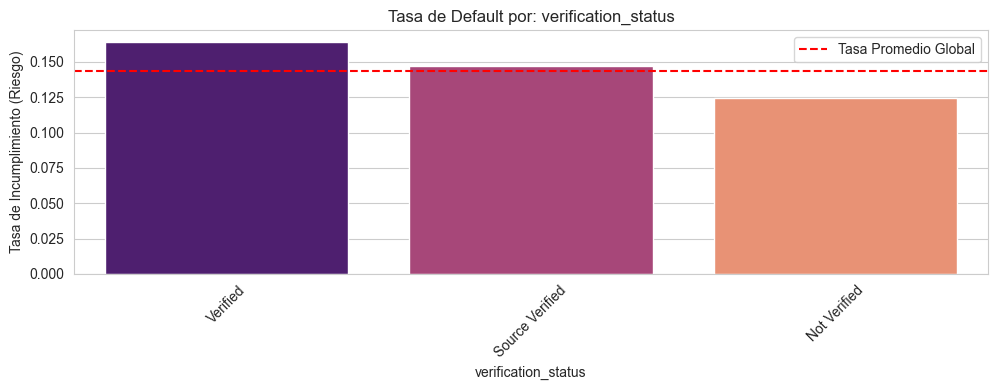 Tasa de Default por: verification_status
Tasa Promedio Global
Tasa de Incumplimiento (Riesgo)
0.150
0.125
0.100
0.075
0.050
0.025
0.000
Verified
Source Verified
Not Verified
verification_status